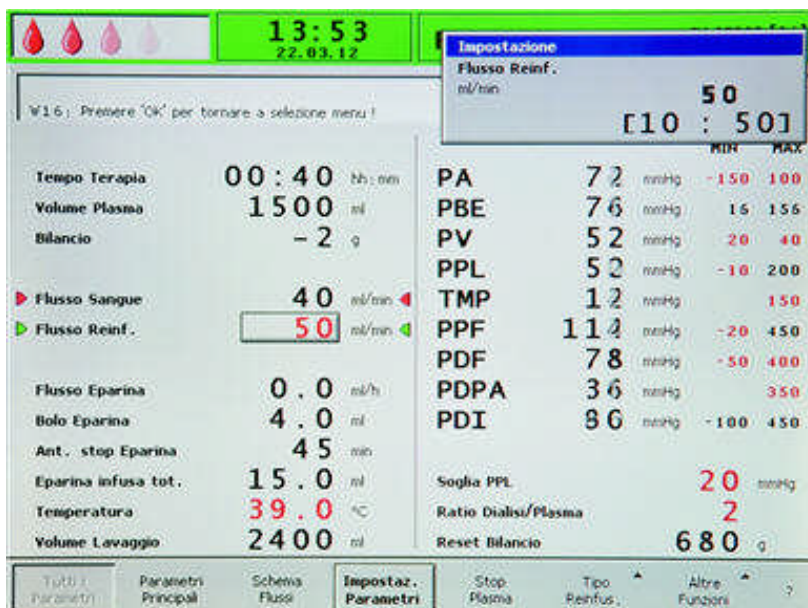 13:53
22.03.12
Impostazione
Flusso Reinf.
ml/min
50
[10 : 50]
W16: Premere 'Ok' per tornare a selezione menu !
MIN MAX
Tempo Terapia 00:40 hh:mm
Volume Plasma 1500 ml
Bilancio -2 g
Flusso Sangue 40 ml/min
Flusso Reinf. 50 ml/min
Flusso Eparina 0.0 ml/h
Bolo Eparina 4.0 ml
Ant. stop Eparina 45 min
Eparina infusa tot. 15.0 ml
Temperatura 39.0 °C
Volume Lavaggio 2400 ml
PA 72 mmHg -150 100
PBE 76 mmHg 16 156
PV 52 mmHg 20 40
PPL 52 mmHg -10 200
TMP 12 mmHg 150
PPF 114 mmHg -20 450
PDF 78 mmHg -50 400
PDPA 36 mmHg 350
PDI 86 mmHg -100 450
Soglia PPL 20 mmHg
Ratio Dialisi/Plasma 2
Reset Bilancio 680 g
Tutti i Parametri
Parametri Principali
Schema Flussi
Impostaz. Parametri
Stop Plasma
Tipo Reinfus.
Altre Funzioni
?